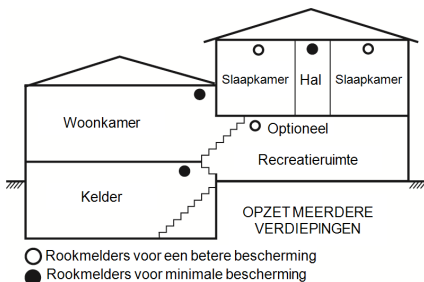 Slaapkamer Hal Slaapkamer
Woonkamer
Optioneel
Recreatieruimte
Kelder
OPZET MEERDERE
VERDIEPINGEN
Rookmelders voor een betere bescherming
Rookmelders voor minimale bescherming